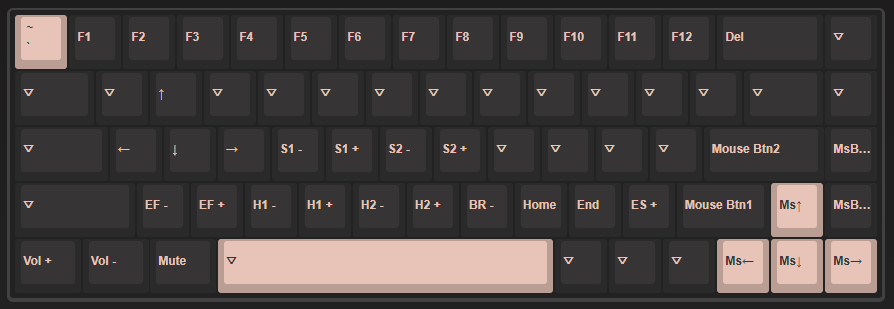 ~
` F1 F2 F3 F4 F5 F6 F7 F8 F9 F10 F11 F12 Del ▽
▽ ▽ ↑ ▽ ▽ ▽ ▽ ▽ ▽ ▽ ▽ ▽ ▽ ▽ ▽
▽ ← ↓ → S1 - S1 + S2 - S2 + ▽ ▽ ▽ ▽ Mouse Btn2 MsB...
▽ EF - EF + H1 - H1 + H2 - H2 + BR - Home End ES + Mouse Btn1 Ms↑ MsB...
Vol + Vol - Mute ▽ ▽ ▽ ▽ Ms← Ms↓ Ms→